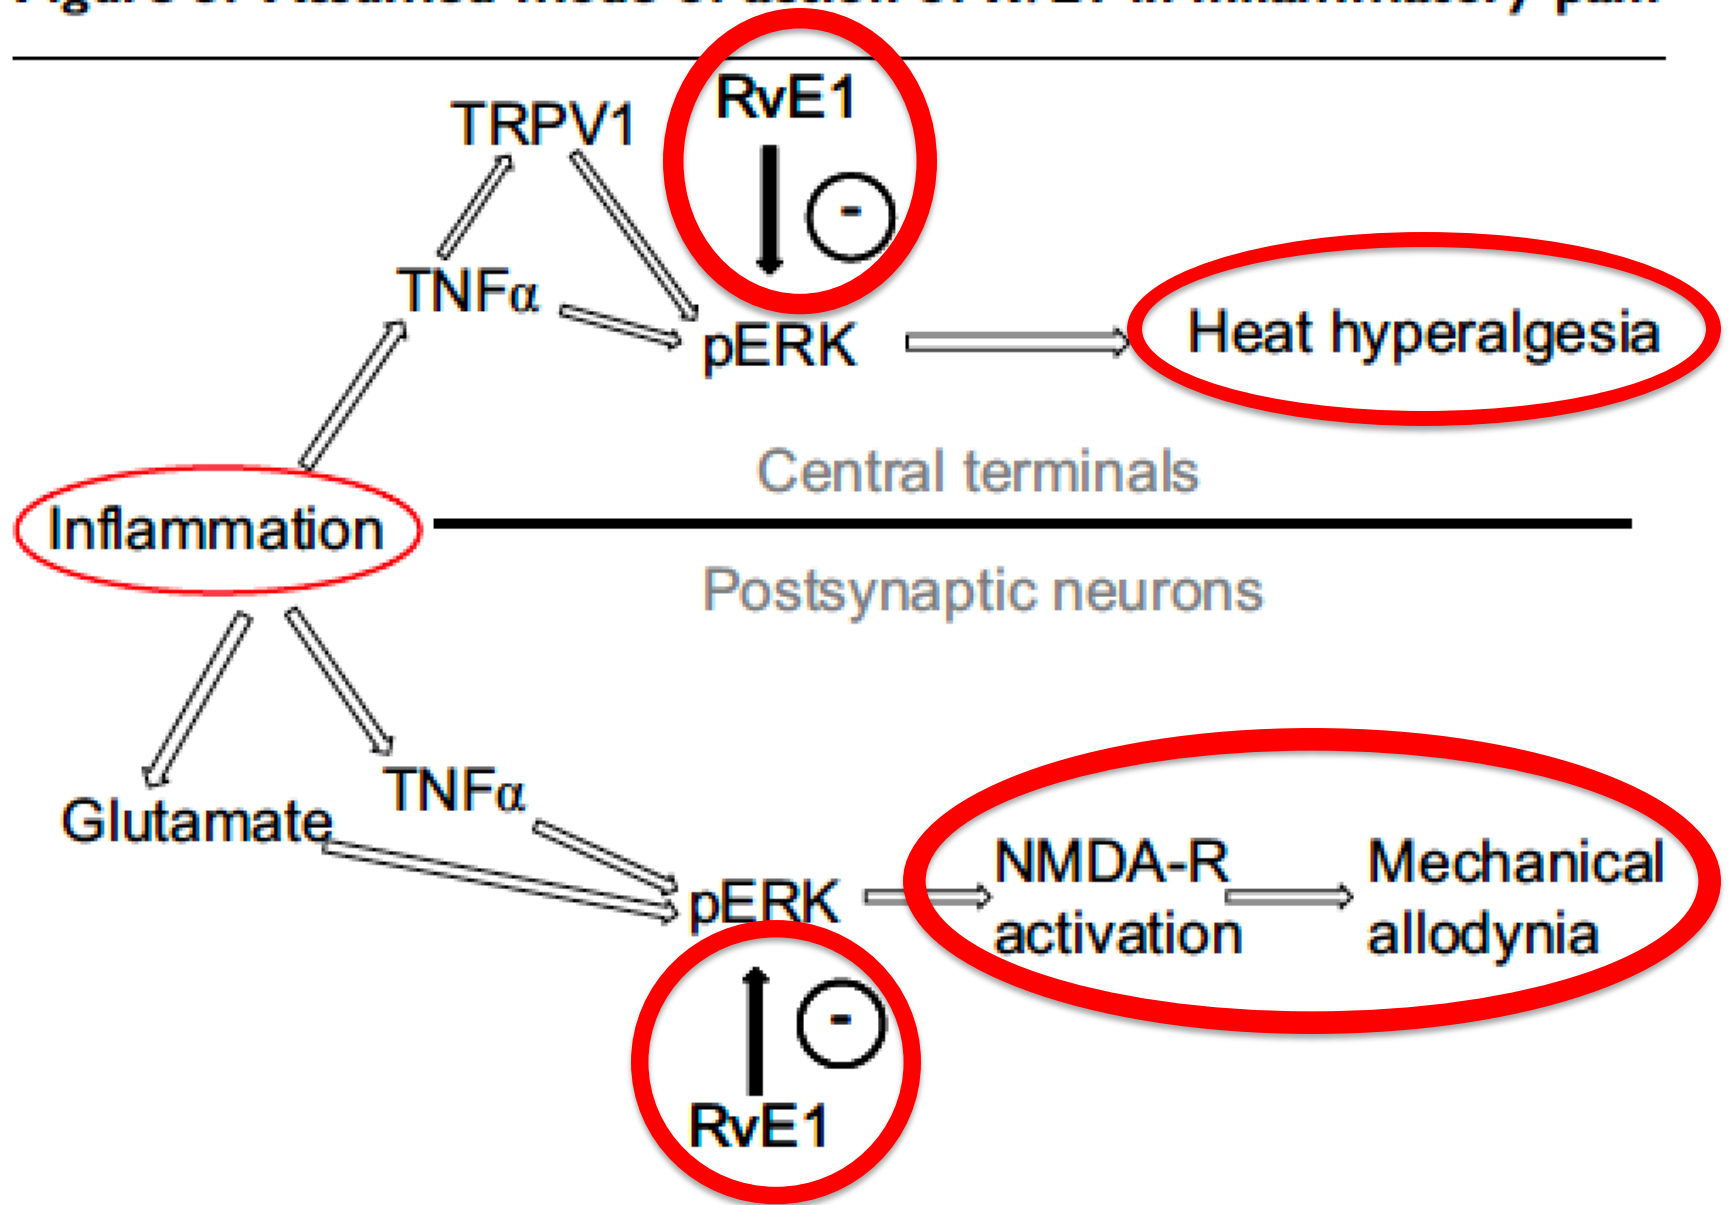 RvE1
TRPV1
-
TNFα
pERK
Heat hyperalgesia
Central terminals
Inflammation
Postsynaptic neurons
TNFα
Glutamate
NMDA-R
activation
Mechanical
allodynia
pERK
-
RvE1